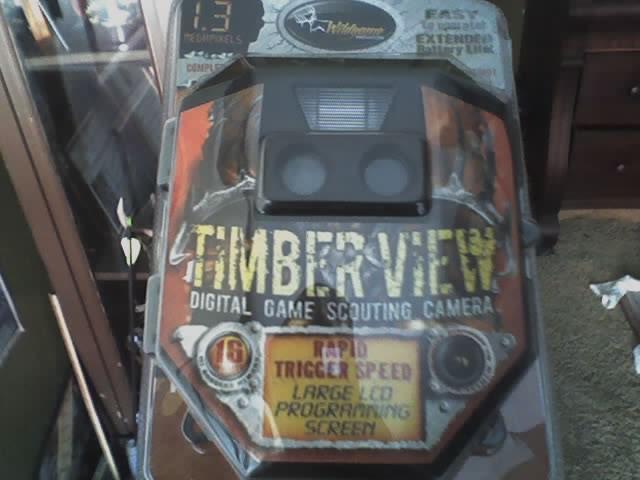 1.3
MEGAPIXELS
Wildgame
EASY
EXTENDED
Battery Life!
TIMBER VIEW
DIGITAL GAME SCOUTING CAMERA
RAPID
TRIGGER SPEED
LARGE LCD
PROGRAMMING
SCREEN